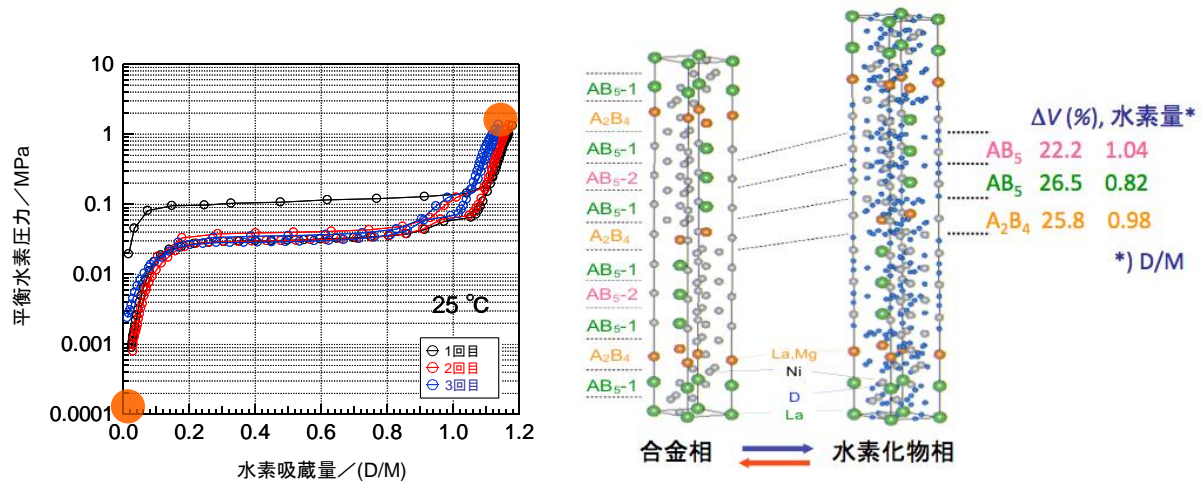 平衡水素圧力／MPa
10
1
0.1
0.01
0.001
0.0001
0.0
0.2
0.4
0.6
0.8
1.0
1.2
水素吸蔵量／(D/M)
25 ℃
1回目
2回目
3回目
AB₅-1
A₂B₄
AB₅-1
AB₅-2
AB₅-1
A₂B₄
AB₅-1
AB₅-2
AB₅-1
A₂B₄
AB₅-1
La,Mg
Ni
D
La
合金相
水素化物相
ΔV (%), 水素量*
AB₅ 22.2 1.04
AB₅ 26.5 0.82
A₂B₄ 25.8 0.98
*) D/M